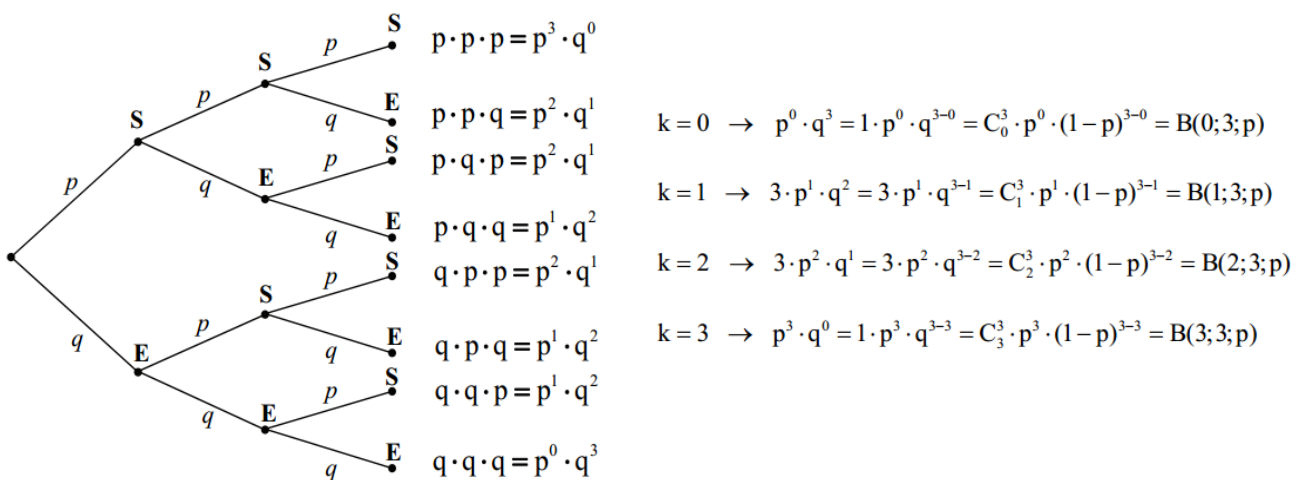 S
p
p·p·p=p³·q⁰
S
p
E
q
p·p·q=p²·q¹
S
p
S
p
p·q·p=p²·q¹
E
q
E
q
p·q·q=p¹·q²
S
p
q·p·p=p²·q¹
S
p
E
q
q·p·q=p¹·q²
E
q
S
p
q·q·p=p¹·q²
E
q
E
q
q·q·q=p⁰·q³
k=0 → p⁰·q³=1·p⁰·q³⁻⁰=C₀³·p⁰·(1−p)³⁻⁰=B(0;3;p)
k=1 → 3·p¹·q²=3·p¹·q³⁻¹=C₁³·p¹·(1−p)³⁻¹=B(1;3;p)
k=2 → 3·p²·q¹=3·p²·q³⁻²=C₂³·p²·(1−p)³⁻²=B(2;3;p)
k=3 → p³·q⁰=1·p³·q³⁻³=C₃³·p³·(1−p)³⁻³=B(3;3;p)